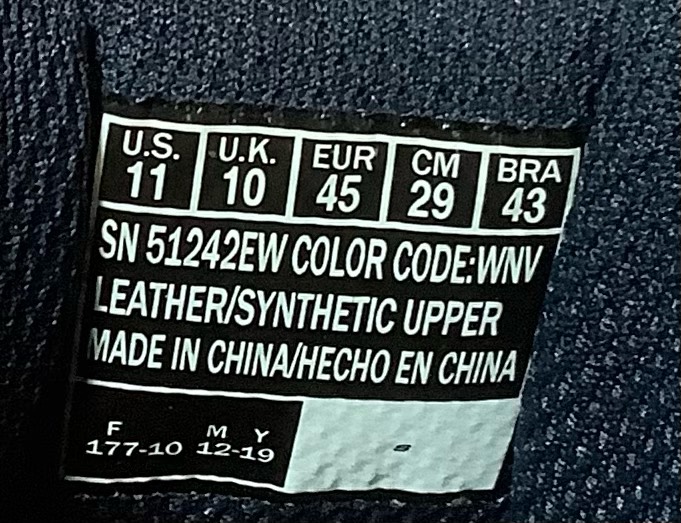 U.S. U.K. EUR CM BRA
11 10 45 29 43
SN 51242EW COLOR CODE:WNV
LEATHER/SYNTHETIC UPPER
MADE IN CHINA/HECHO EN CHINA
F M Y
177-10 12-19